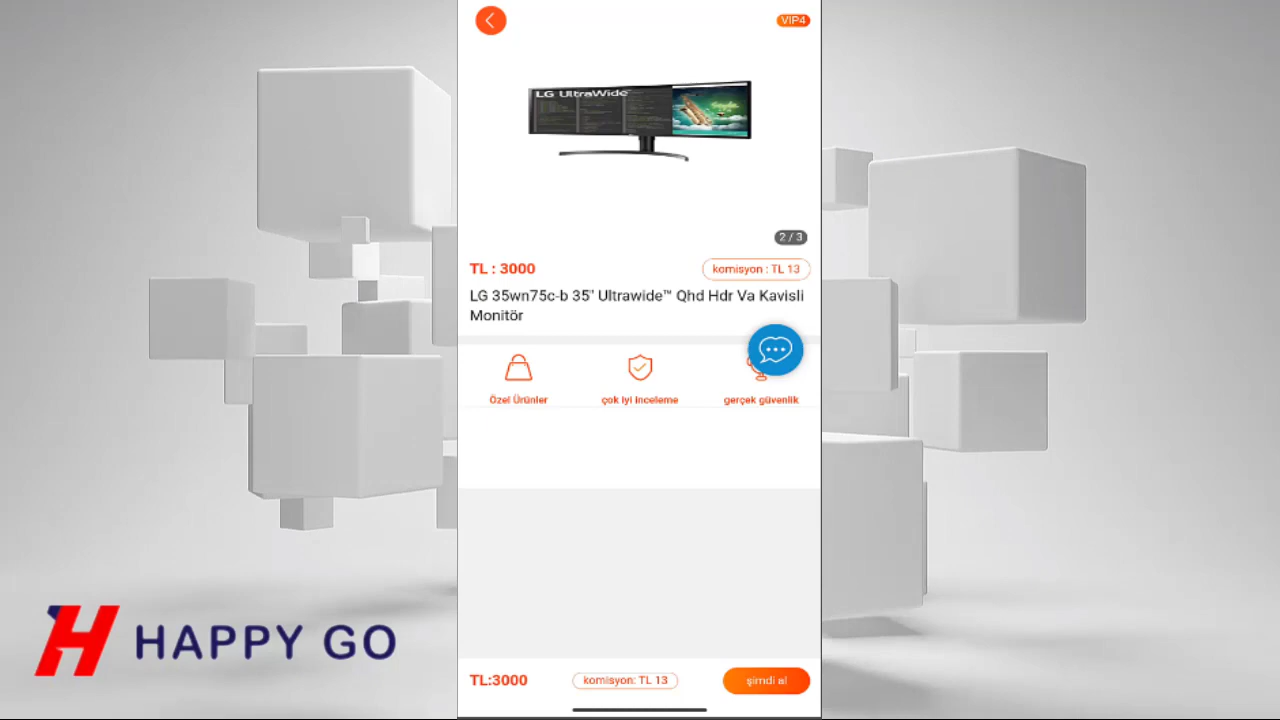 VIP4
LG UltraWide™
2 / 3
TL : 3000
komisyon : TL 13
LG 35wn75c-b 35" Ultrawide™ Qhd Hdr Va Kavisli
Monitör
Özel Ürünler
çok iyi inceleme
gerçek güvenlik
H HAPPY GO
TL:3000
komisyon: TL 13
şimdi al